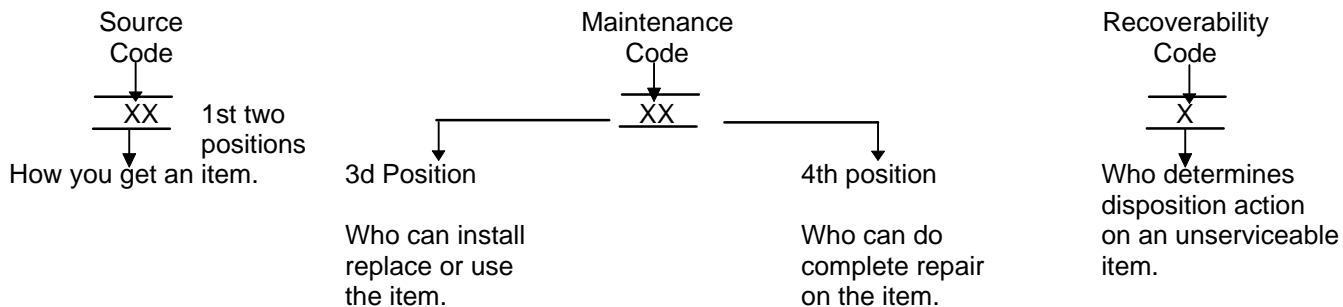 Source
Code
XX
1st two
positions
How you get an item.
Maintenance
Code
XX
3d Position
Who can install
replace or use
the item.
4th position
Who can do
complete repair
on the item.
Recoverability
Code
X
Who determines
disposition action
on an unserviceable
item.